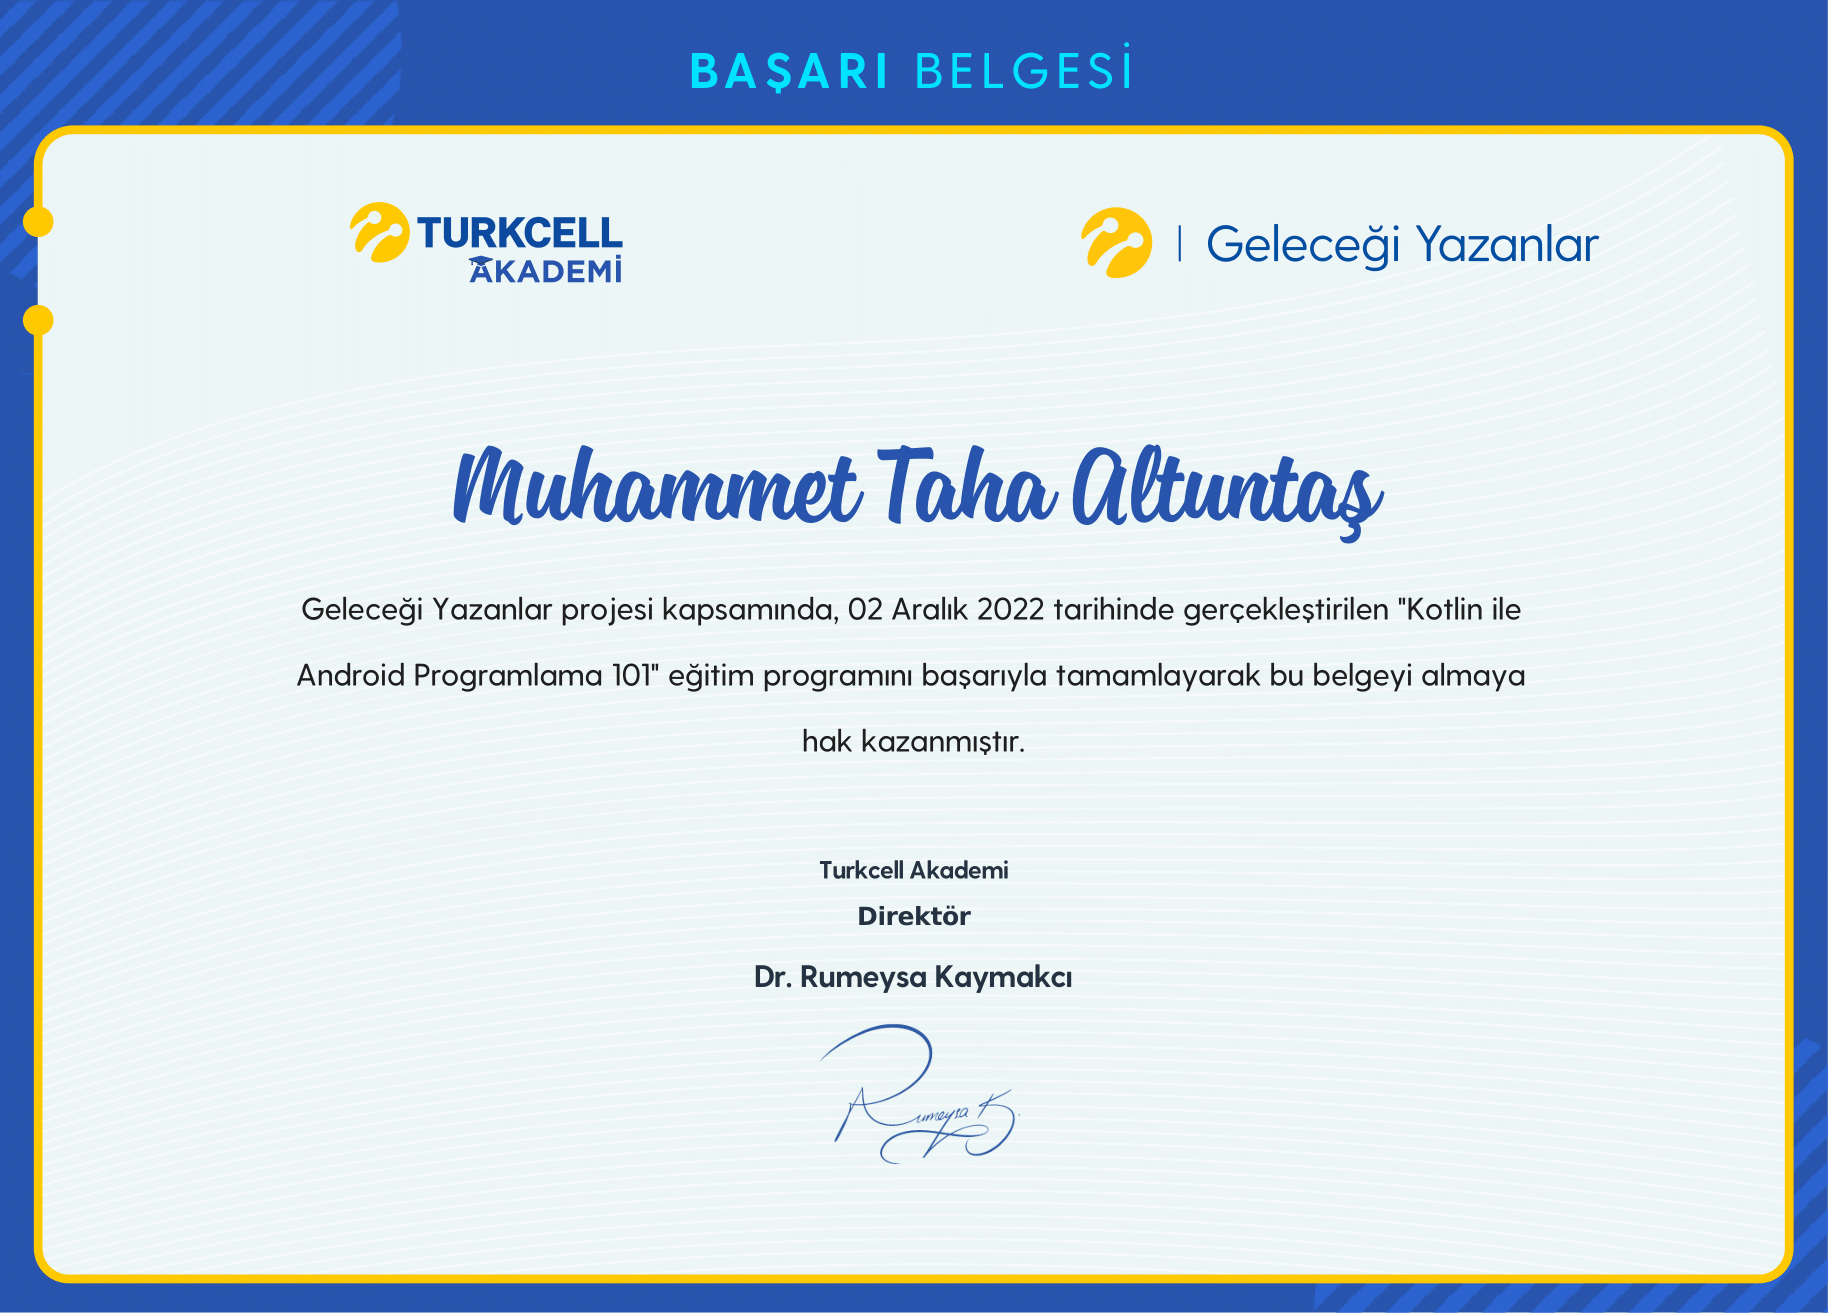 BAŞARI BELGESİ
TURKCELL
AKADEMİ
Geleceği Yazanlar
Muhammet Taha Altuntaş
Geleceği Yazanlar projesi kapsamında, 02 Aralık 2022 tarihinde gerçekleştirilen "Kotlin ile
Android Programlama 101" eğitim programını başarıyla tamamlayarak bu belgeyi almaya
hak kazanmıştır.
Turkcell Akademi
Direktör
Dr. Rumeysa Kaymakcı
Rumeysa K.